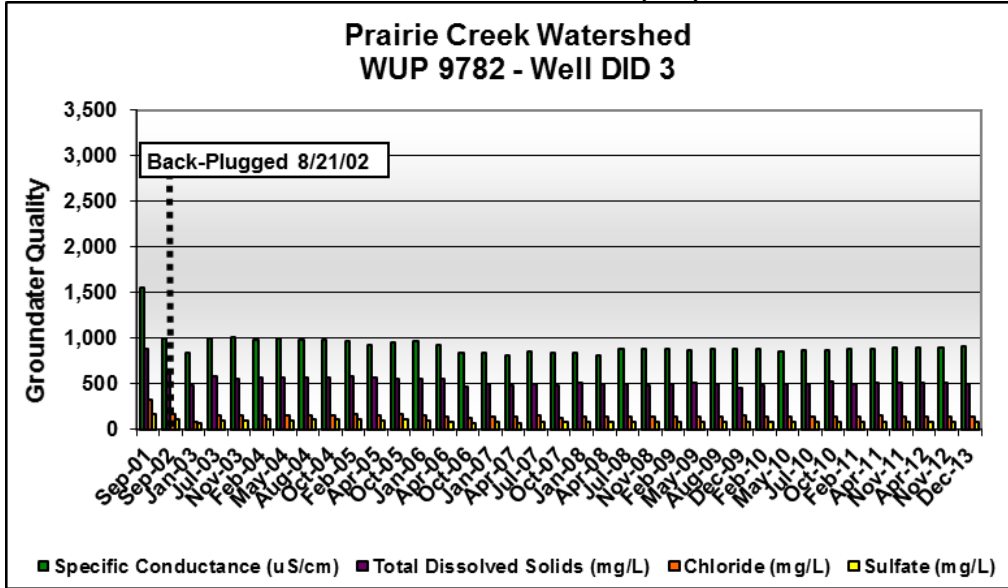 Prairie Creek Watershed
WUP 9782 - Well DID 3
Groundater Quality
3,500
3,000
2,500
2,000
1,500
1,000
500
0
Back-Plugged 8/21/02
Sep-01
Sep-02
Jan-03
Jul-03
Nov-03
Feb-04
May-04
Aug-04
Oct-04
Feb-05
Apr-05
Oct-05
Jan-06
Apr-06
Oct-06
Jan-07
Apr-07
Jul-07
Oct-07
Jan-08
Apr-08
Jul-08
Nov-08
Feb-09
May-09
Aug-09
Dec-09
Feb-10
May-10
Jul-10
Oct-10
Feb-11
Apr-11
Nov-11
Apr-12
Nov-12
Dec-13
Specific Conductance (uS/cm) Total Dissolved Solids (mg/L) Chloride (mg/L) Sulfate (mg/L)